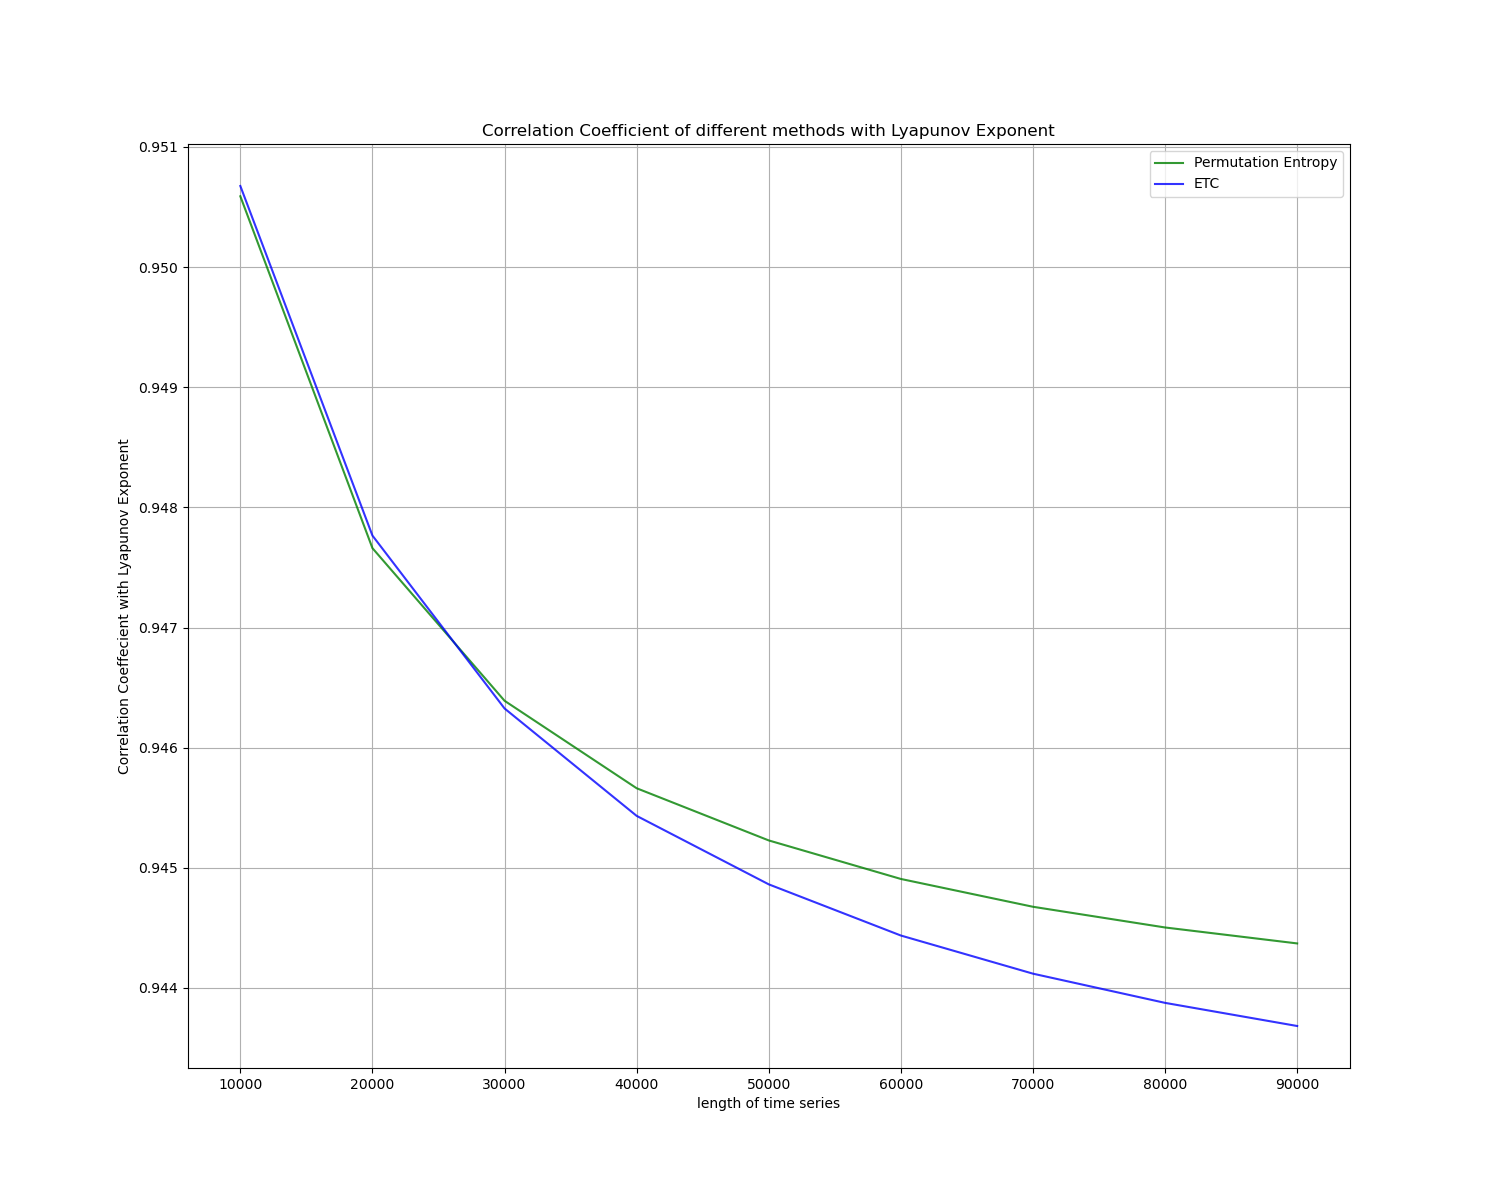 Correlation Coefficient of different methods with Lyapunov Exponent
Permutation Entropy
ETC
Correlation Coeffecient with Lyapunov Exponent
0.951
0.950
0.949
0.948
0.947
0.946
0.945
0.944
10000 20000 30000 40000 50000 60000 70000 80000 90000
length of time series